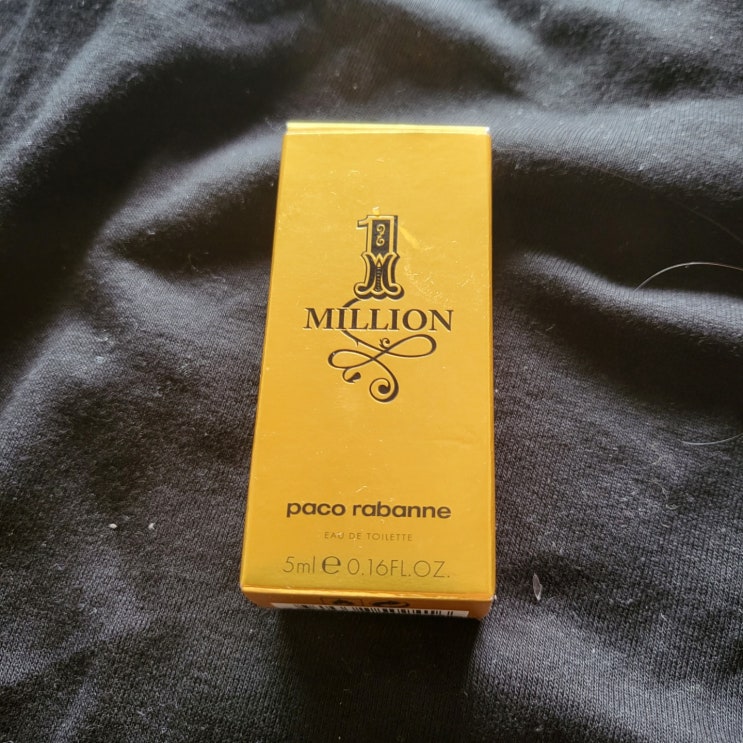 1
MILLION
paco rabanne
EAU DE TOILETTE
5ml e 0.16FL.OZ.